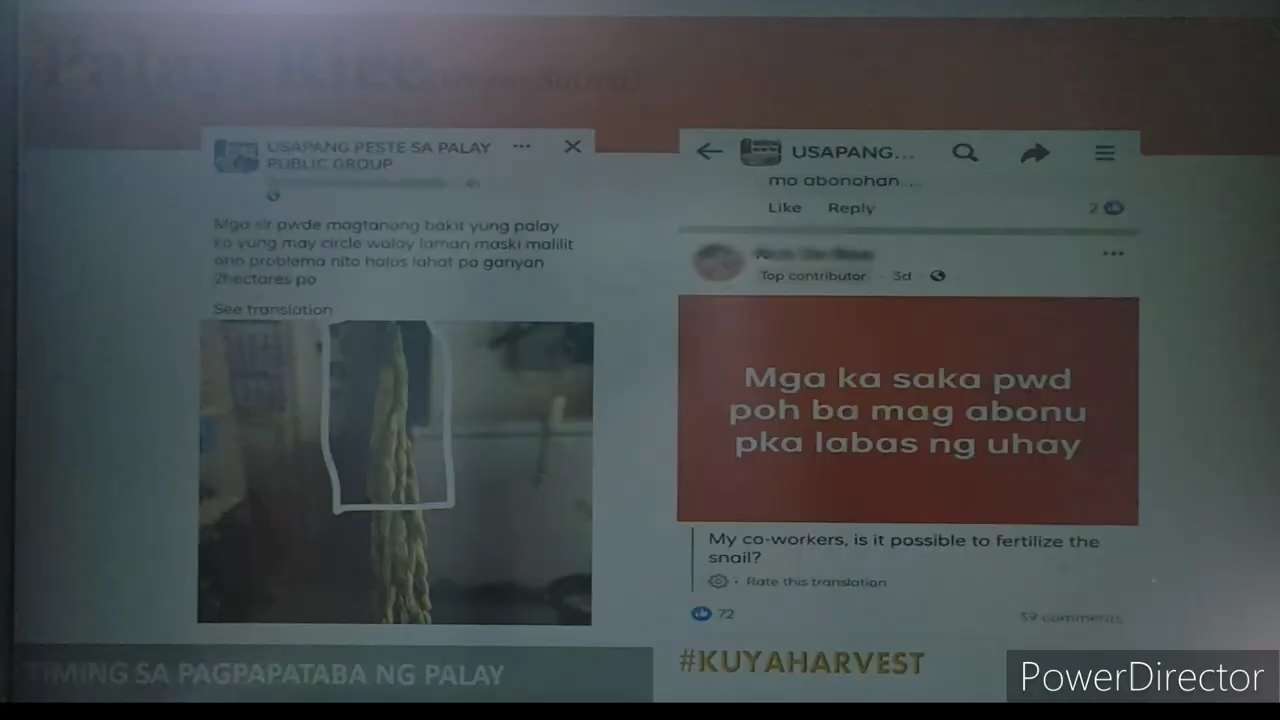 Palay/Rice
USAPANG PESTE SA PALAY
PUBLIC GROUP
Mga sir pwde magtanong bakit yung palay
ko yung may circle walay laman maski malilit
ano problema nito halos lahat po ganyan
2hectares po
See translation
USAPANG...
mo abonohan ...
Like Reply
2
Top contributor · 3d ·
Mga ka saka pwd
poh ba mag abonu
pka labas ng uhay
My co-workers, is it possible to fertilize the
snail?
· Rate this translation
72
59 comments
TIMING SA PAGPAPATABA NG PALAY
#KUYAHARVEST
PowerDirector